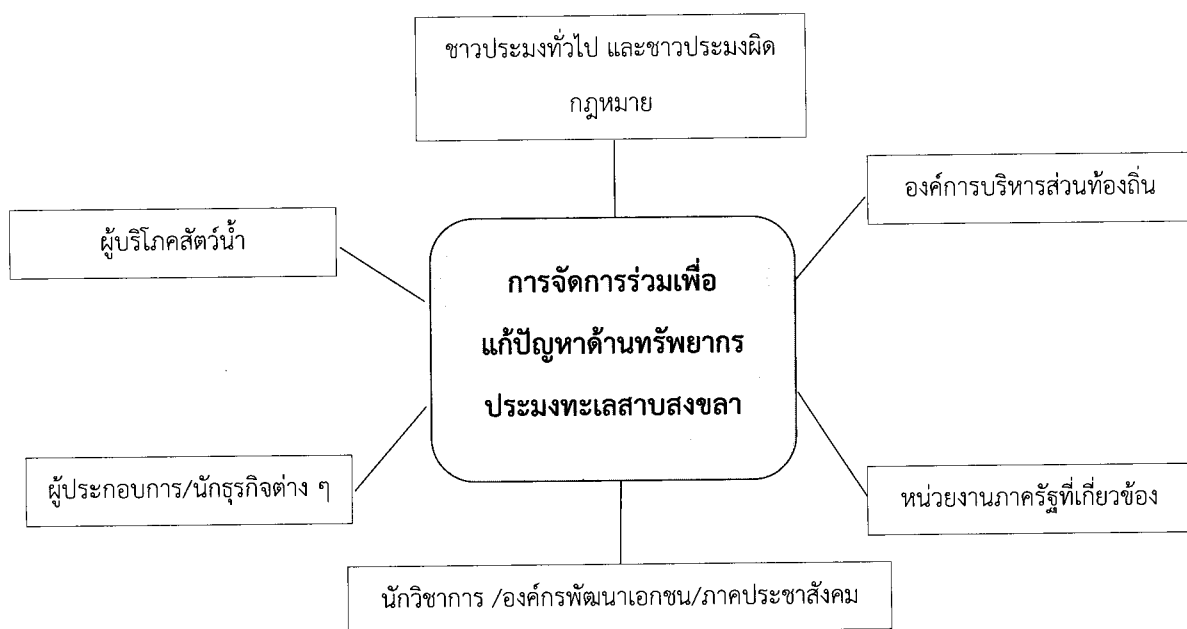 ชาวประมงทั่วไป และชาวประมงผิด
กฎหมาย
องค์การบริหารส่วนท้องถิ่น
ผู้บริโภคสัตว์น้ำ
การจัดการร่วมเพื่อ
แก้ปัญหาด้านทรัพยากร
ประมงทะเลสาบสงขลา
ผู้ประกอบการ/นักธุรกิจต่าง ๆ
หน่วยงานภาครัฐที่เกี่ยวข้อง
นักวิชาการ /องค์กรพัฒนาเอกชน/ภาคประชาสังคม